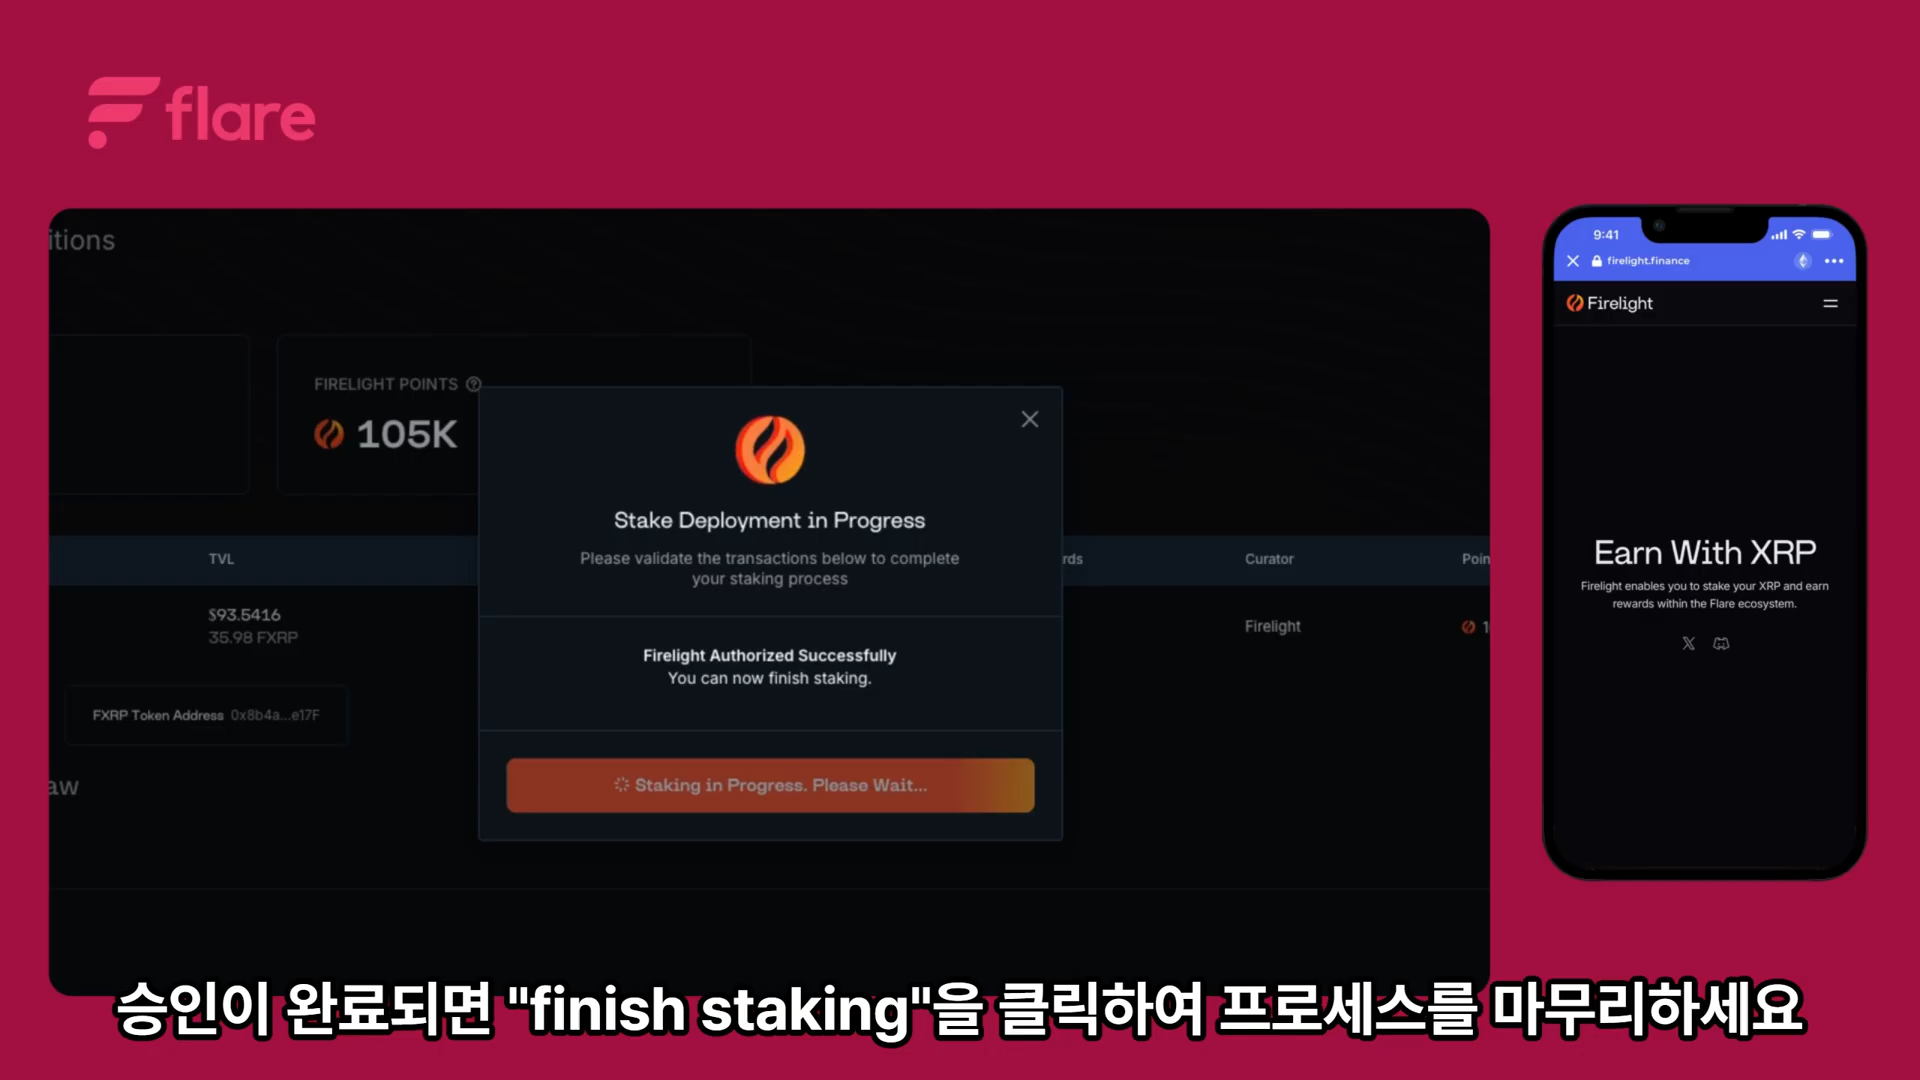 flare
itions
FIRELIGHT POINTS
105K
TVL
rds
Curator
Poin
$93.5416
35.98 FXRP
Firelight
1
FXRP Token Address 0x8b4a...e17F
aw
Stake Deployment in Progress
Please validate the transactions below to complete
your staking process
Firelight Authorized Successfully
You can now finish staking.
Staking in Progress. Please Wait...
9:41
firelight.finance
Firelight
Earn With XRP
Firelight enables you to stake your XRP and earn
rewards within the Flare ecosystem.
승인이 완료되면 "finish staking"을 클릭하여 프로세스를 마무리하세요